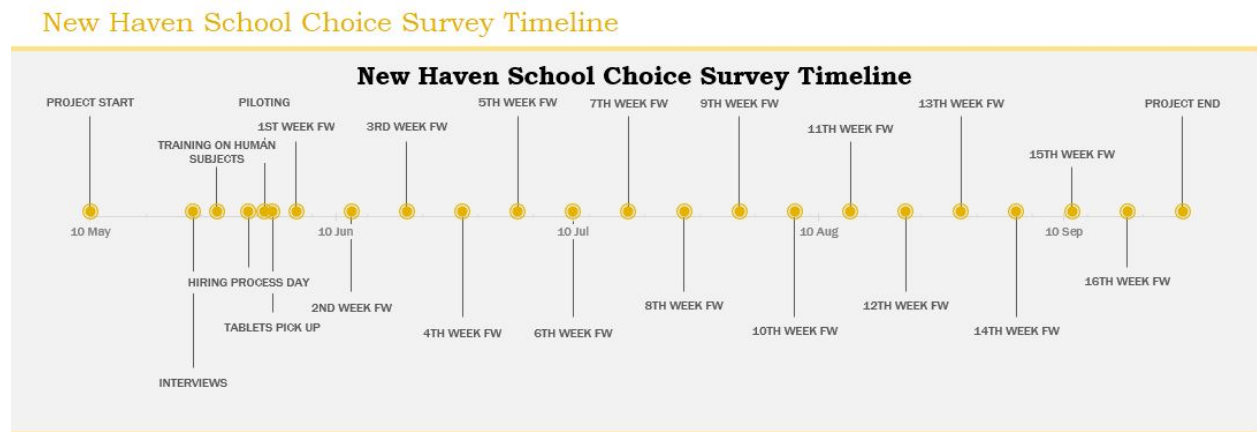 New Haven School Choice Survey Timeline
New Haven School Choice Survey Timeline
PROJECT START
PILOTING
5TH WEEK FW
7TH WEEK FW
9TH WEEK FW
13TH WEEK FW
PROJECT END
1ST WEEK FW
3RD WEEK FW
11TH WEEK FW
TRAINING ON HUMAN
SUBJECTS
15TH WEEK FW
10 May
10 Jun
10 Jul
10 Aug
10 Sep
HIRING PROCESS DAY
16TH WEEK FW
2ND WEEK FW
8TH WEEK FW
12TH WEEK FW
TABLETS PICK UP
4TH WEEK FW
6TH WEEK FW
10TH WEEK FW
14TH WEEK FW
INTERVIEWS